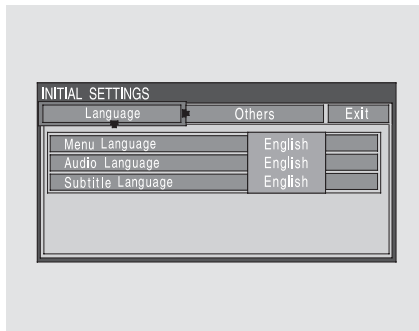 INITIAL SETTINGS
Language Others Exit
Menu Language English
Audio Language English
Subtitle Language English